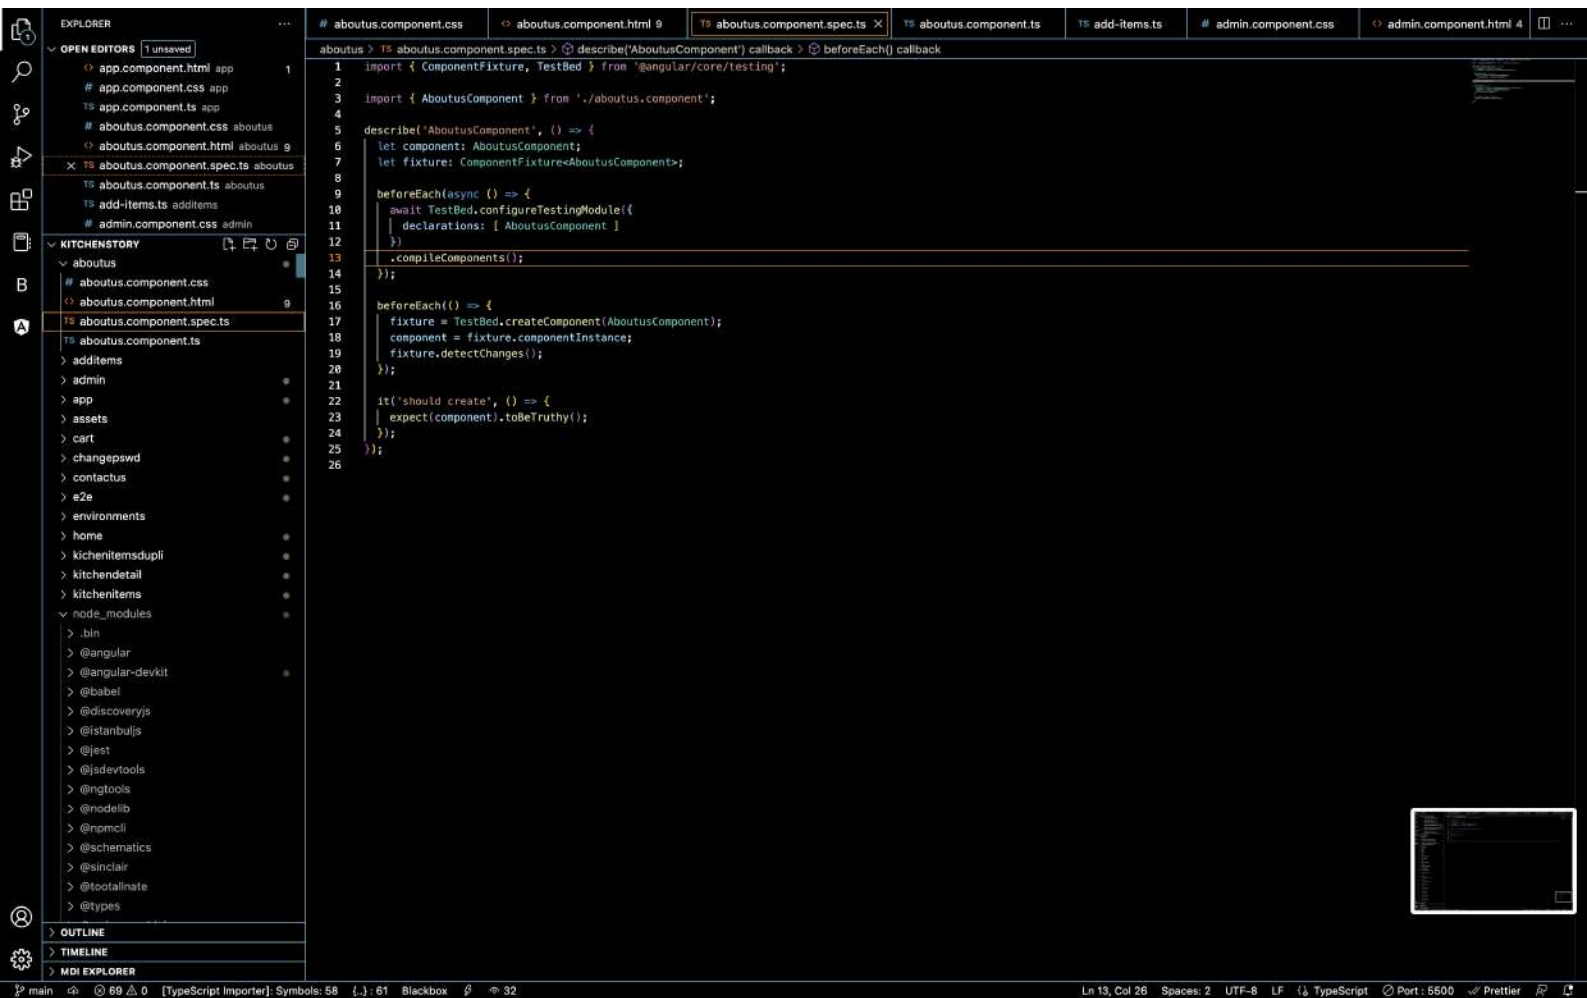 EXPLORER
OPEN EDITORS 1 unsaved
app.component.html app 1
# app.component.css app
TS app.component.ts app
# aboutus.component.css aboutus
aboutus.component.html aboutus 9
TS aboutus.component.spec.ts aboutus
TS aboutus.component.ts aboutus
TS add-items.ts additems
# admin.component.css admin
KITCHENSTORY
aboutus
# aboutus.component.css
aboutus.component.html 9
TS aboutus.component.spec.ts
TS aboutus.component.ts
additems
admin
app
assets
cart
changepswd
contactus
e2e
environments
home
kichenitemsdupli
kitchendetail
kitchenitems
node_modules
.bin
@angular
@angular-devkit
@babel
@discoveryjs
@istanbuljs
@jest
@jsdevtools
@ngtools
@nodelib
@npmcli
@schematics
@sinclair
@tootallnate
@types
OUTLINE
TIMELINE
MDI EXPLORER
# aboutus.component.css
aboutus.component.html 9
TS aboutus.component.spec.ts
TS aboutus.component.ts
TS add-items.ts
# admin.component.css
admin.component.html 4
aboutus > TS aboutus.component.spec.ts > describe('AboutusComponent') callback > beforeEach() callback
1 import { ComponentFixture, TestBed } from '@angular/core/testing';
2
3 import { AboutusComponent } from './aboutus.component';
4
5 describe('AboutusComponent', () => {
6 let component: AboutusComponent;
7 let fixture: ComponentFixture<AboutusComponent>;
8
9 beforeEach(async () => {
10 await TestBed.configureTestingModule({
11 declarations: [ AboutusComponent ]
12 })
13 .compileComponents();
14 });
15
16 beforeEach(() => {
17 fixture = TestBed.createComponent(AboutusComponent);
18 component = fixture.componentInstance;
19 fixture.detectChanges();
20 });
21
22 it('should create', () => {
23 expect(component).toBeTruthy();
24 });
25 });
26
main 69 0 [TypeScript Importer]: Symbols: 58 {..} : 61 Blackbox 32 Ln 13, Col 26 Spaces: 2 UTF-8 LF TypeScript Port : 5500 Prettier